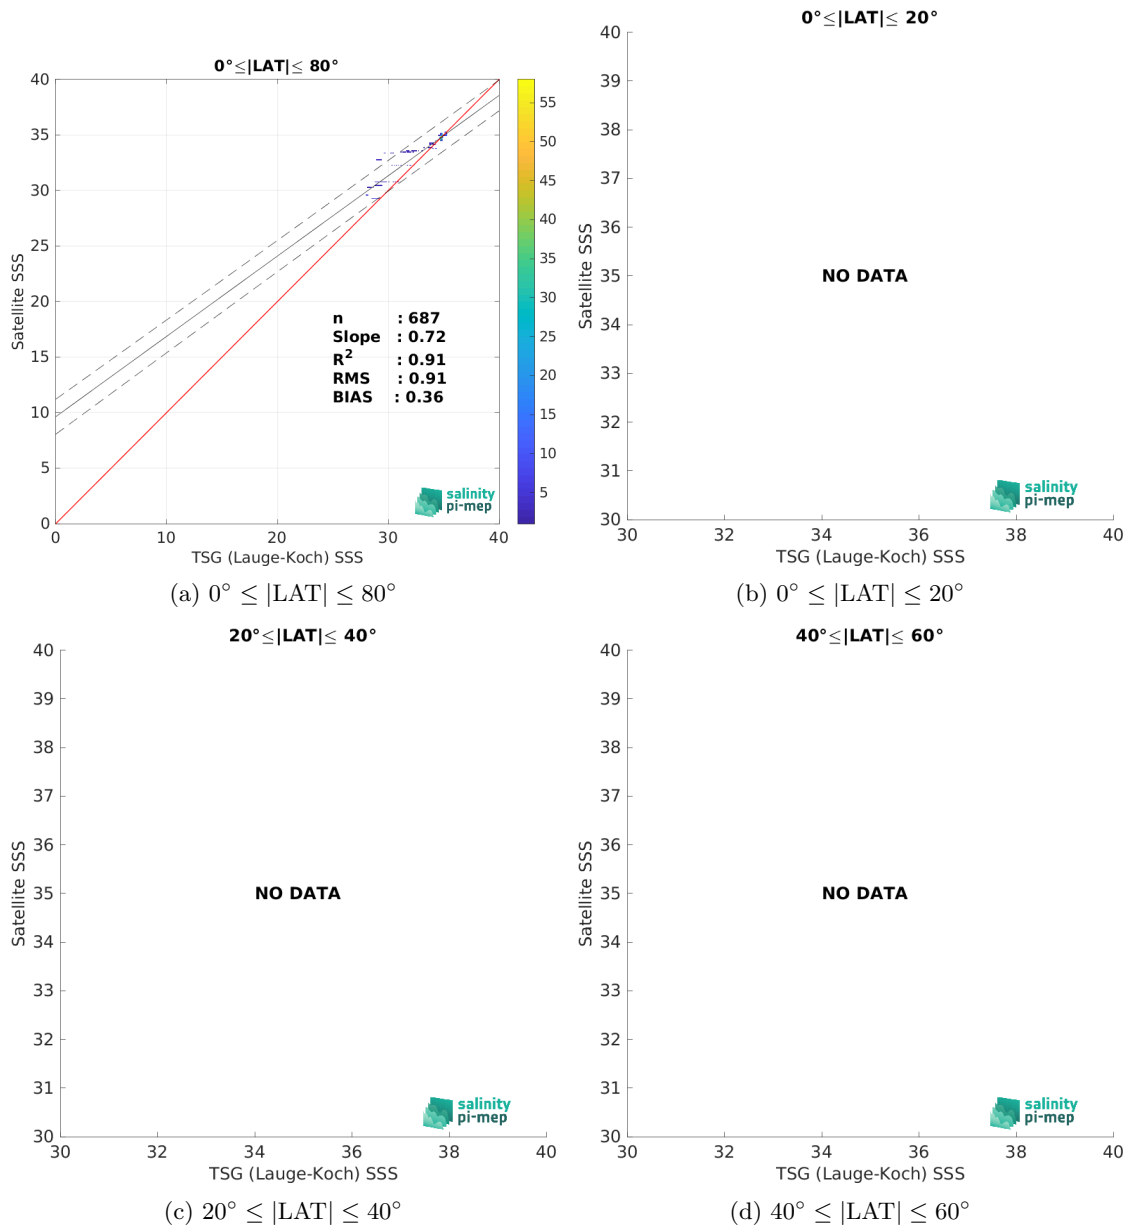 0°≤|LAT|≤ 80°
40
35
30
25
20
15
10
5
0
Satellite SSS
n : 687
Slope : 0.72
R² : 0.91
RMS : 0.91
BIAS : 0.36
salinity
pi-mep
0 10 20 30 40
TSG (Lauge-Koch) SSS
55
50
45
40
35
30
25
20
15
10
5
(a) 0° ≤ |LAT| ≤ 80°
0°≤|LAT|≤ 20°
40
39
38
37
36
35
34
33
32
31
30
Satellite SSS
NO DATA
salinity
pi-mep
30 32 34 36 38 40
TSG (Lauge-Koch) SSS
(b) 0° ≤ |LAT| ≤ 20°
20°≤|LAT|≤ 40°
40
39
38
37
36
35
34
33
32
31
30
Satellite SSS
NO DATA
salinity
pi-mep
30 32 34 36 38 40
TSG (Lauge-Koch) SSS
(c) 20° ≤ |LAT| ≤ 40°
40°≤|LAT|≤ 60°
40
39
38
37
36
35
34
33
32
31
30
Satellite SSS
NO DATA
salinity
pi-mep
30 32 34 36 38 40
TSG (Lauge-Koch) SSS
(d) 40° ≤ |LAT| ≤ 60°